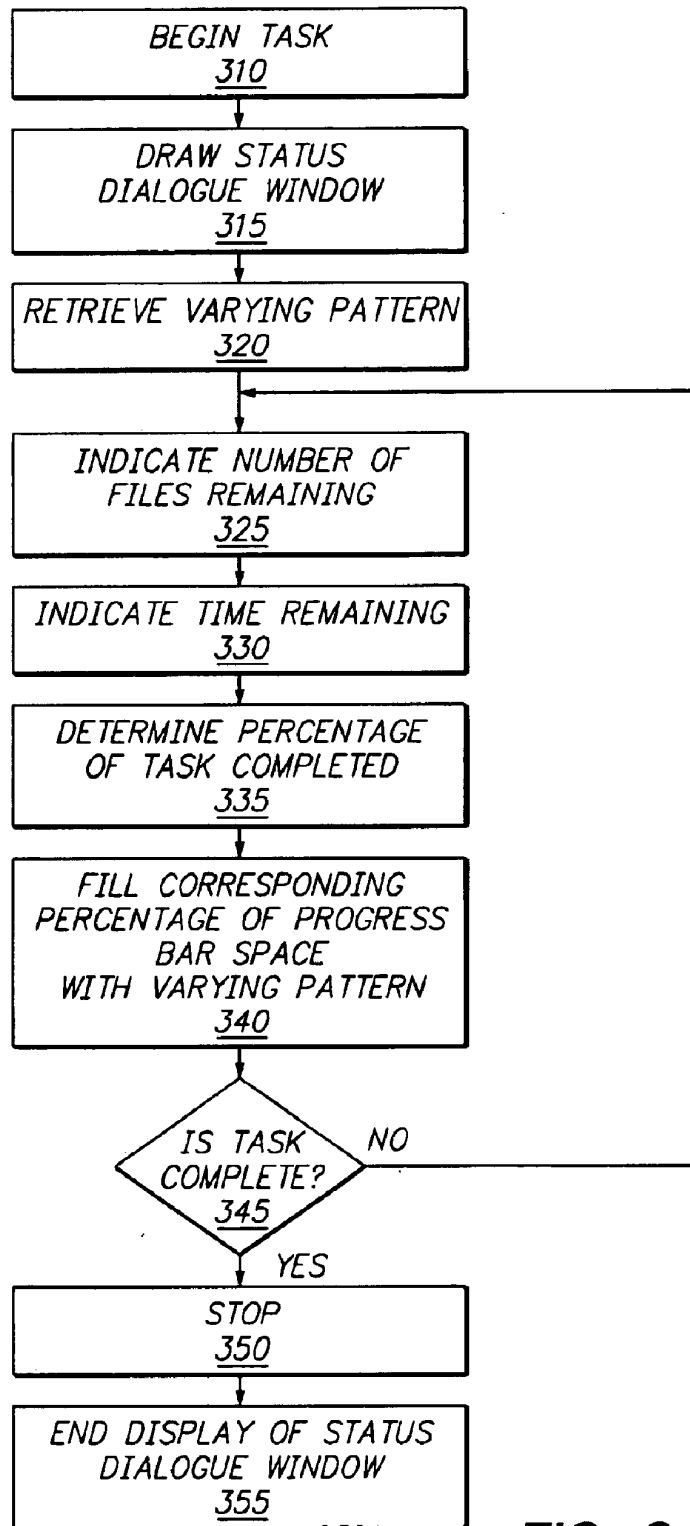 BEGIN TASK
310
DRAW STATUS
DIALOGUE WINDOW
315
RETRIEVE VARYING PATTERN
320
INDICATE NUMBER OF
FILES REMAINING
325
INDICATE TIME REMAINING
330
DETERMINE PERCENTAGE
OF TASK COMPLETED
335
FILL CORRESPONDING
PERCENTAGE OF PROGRESS
BAR SPACE
WITH VARYING PATTERN
340
IS TASK
COMPLETE?
345
NO
YES
STOP
350
END DISPLAY OF STATUS
DIALOGUE WINDOW
355